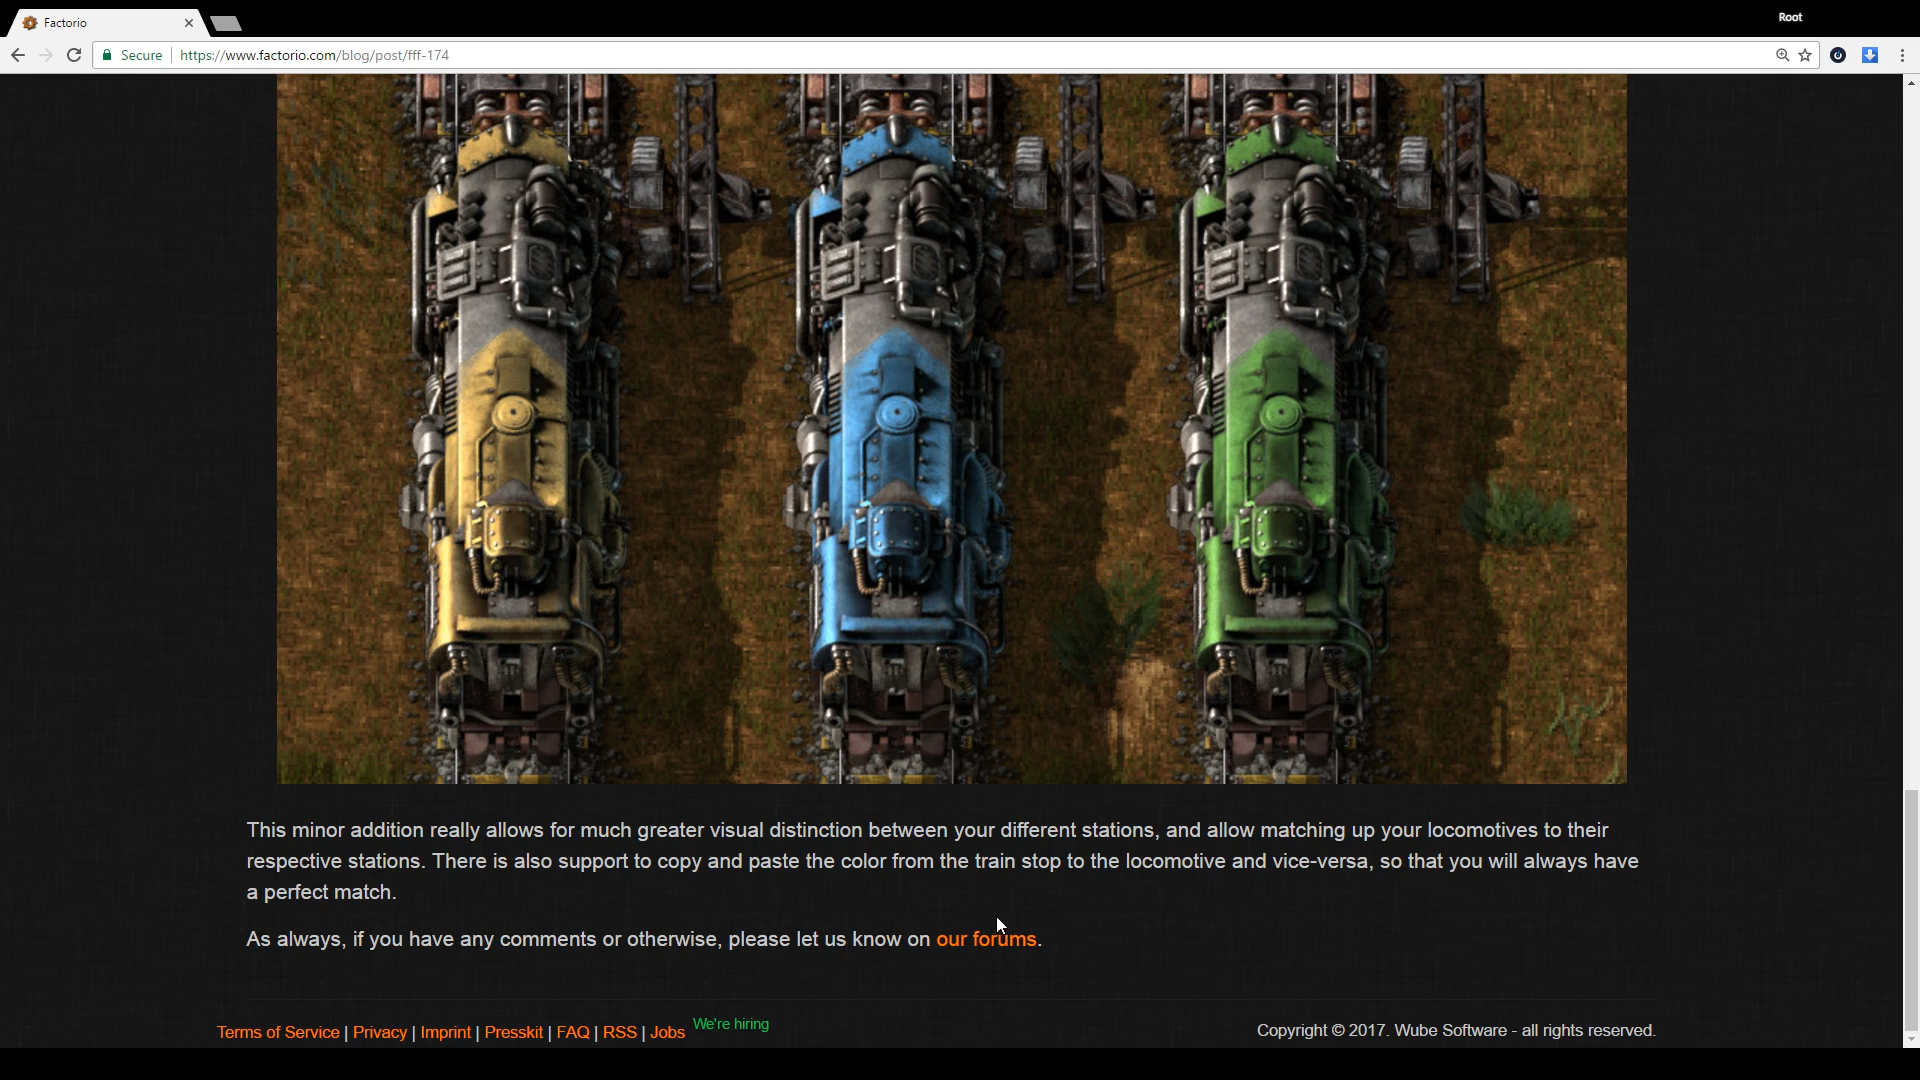 Factorio
Root
Secure
https://www.factorio.com/blog/post/fff-174
This minor addition really allows for much greater visual distinction between your different stations, and allow matching up your locomotives to their
respective stations. There is also support to copy and paste the color from the train stop to the locomotive and vice-versa, so that you will always have
a perfect match.
As always, if you have any comments or otherwise, please let us know on our forums.
Terms of Service | Privacy | Imprint | Presskit | FAQ | RSS | Jobs We're hiring
Copyright © 2017. Wube Software - all rights reserved.